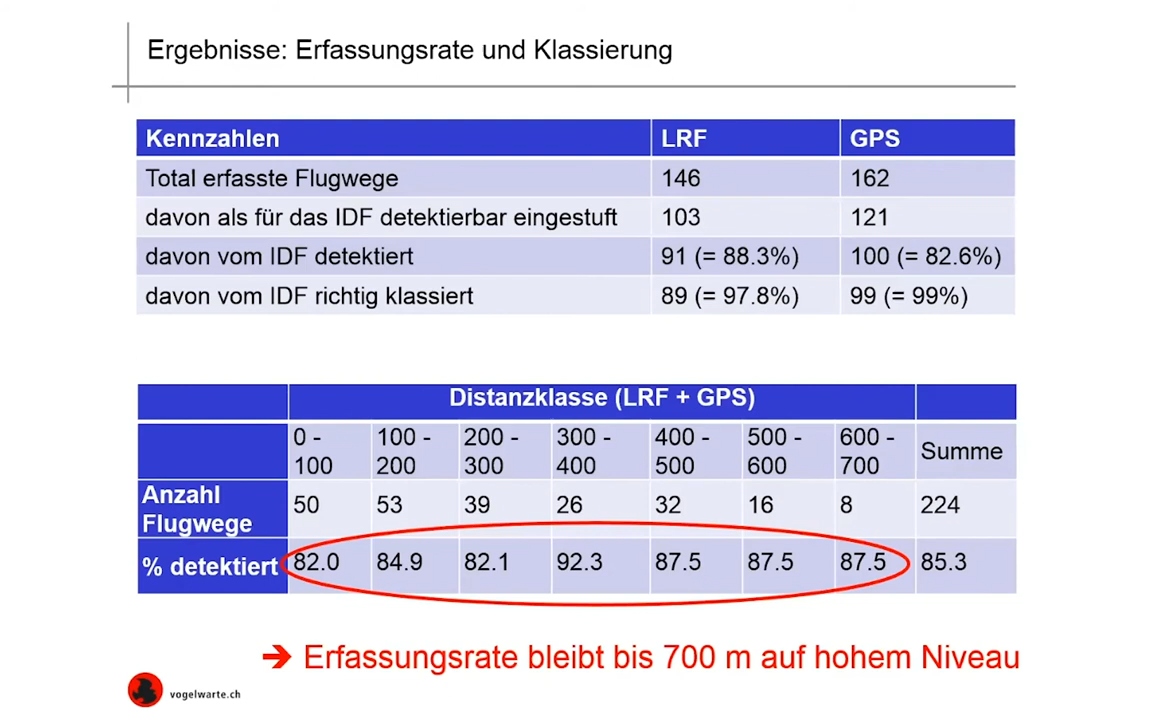 Ergebnisse: Erfassungsrate und Klassierung
Kennzahlen LRF GPS
Total erfasste Flugwege 146 162
davon als für das IDF detektierbar eingestuft 103 121
davon vom IDF detektiert 91 (= 88.3%) 100 (= 82.6%)
davon vom IDF richtig klassiert 89 (= 97.8%) 99 (= 99%)
Distanzklasse (LRF + GPS)
0 - 100 100 - 200 200 - 300 300 - 400 400 - 500 500 - 600 600 - 700 Summe
Anzahl Flugwege 50 53 39 26 32 16 8 224
% detektiert 82.0 84.9 82.1 92.3 87.5 87.5 87.5 85.3
➔ Erfassungsrate bleibt bis 700 m auf hohem Niveau
vogelwarte.ch